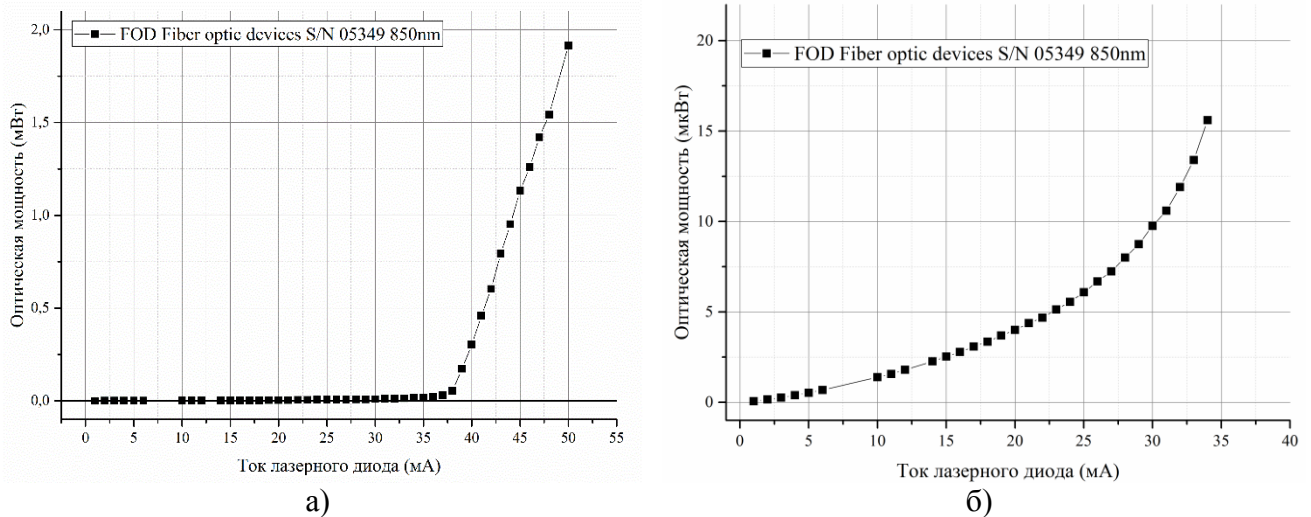 FOD Fiber optic devices S/N 05349 850nm
Оптическая мощность (мВт)
2,0
1,5
1,0
0,5
0,0
0 5 10 15 20 25 30 35 40 45 50 55
Ток лазерного диода (мА)
а)
FOD Fiber optic devices S/N 05349 850nm
Оптическая мощность (мкВт)
20
15
10
5
0
0 5 10 15 20 25 30 35 40
Ток лазерного диода (мА)
б)